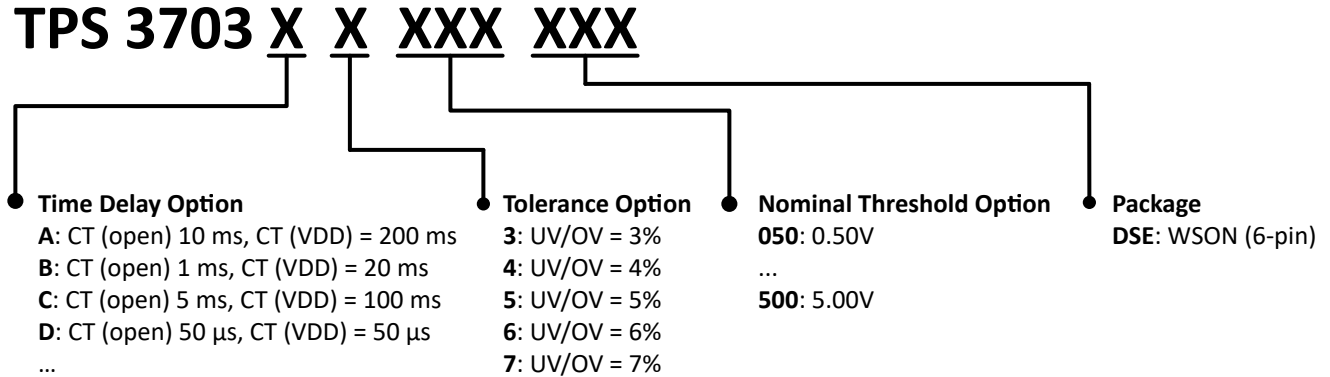 TPS 3703 X X XXX XXX
Time Delay Option
A: CT (open) 10 ms, CT (VDD) = 200 ms
B: CT (open) 1 ms, CT (VDD) = 20 ms
C: CT (open) 5 ms, CT (VDD) = 100 ms
D: CT (open) 50 µs, CT (VDD) = 50 µs
...
Tolerance Option
3: UV/OV = 3%
4: UV/OV = 4%
5: UV/OV = 5%
6: UV/OV = 6%
7: UV/OV = 7%
Nominal Threshold Option
050: 0.50V
...
500: 5.00V
Package
DSE: WSON (6-pin)